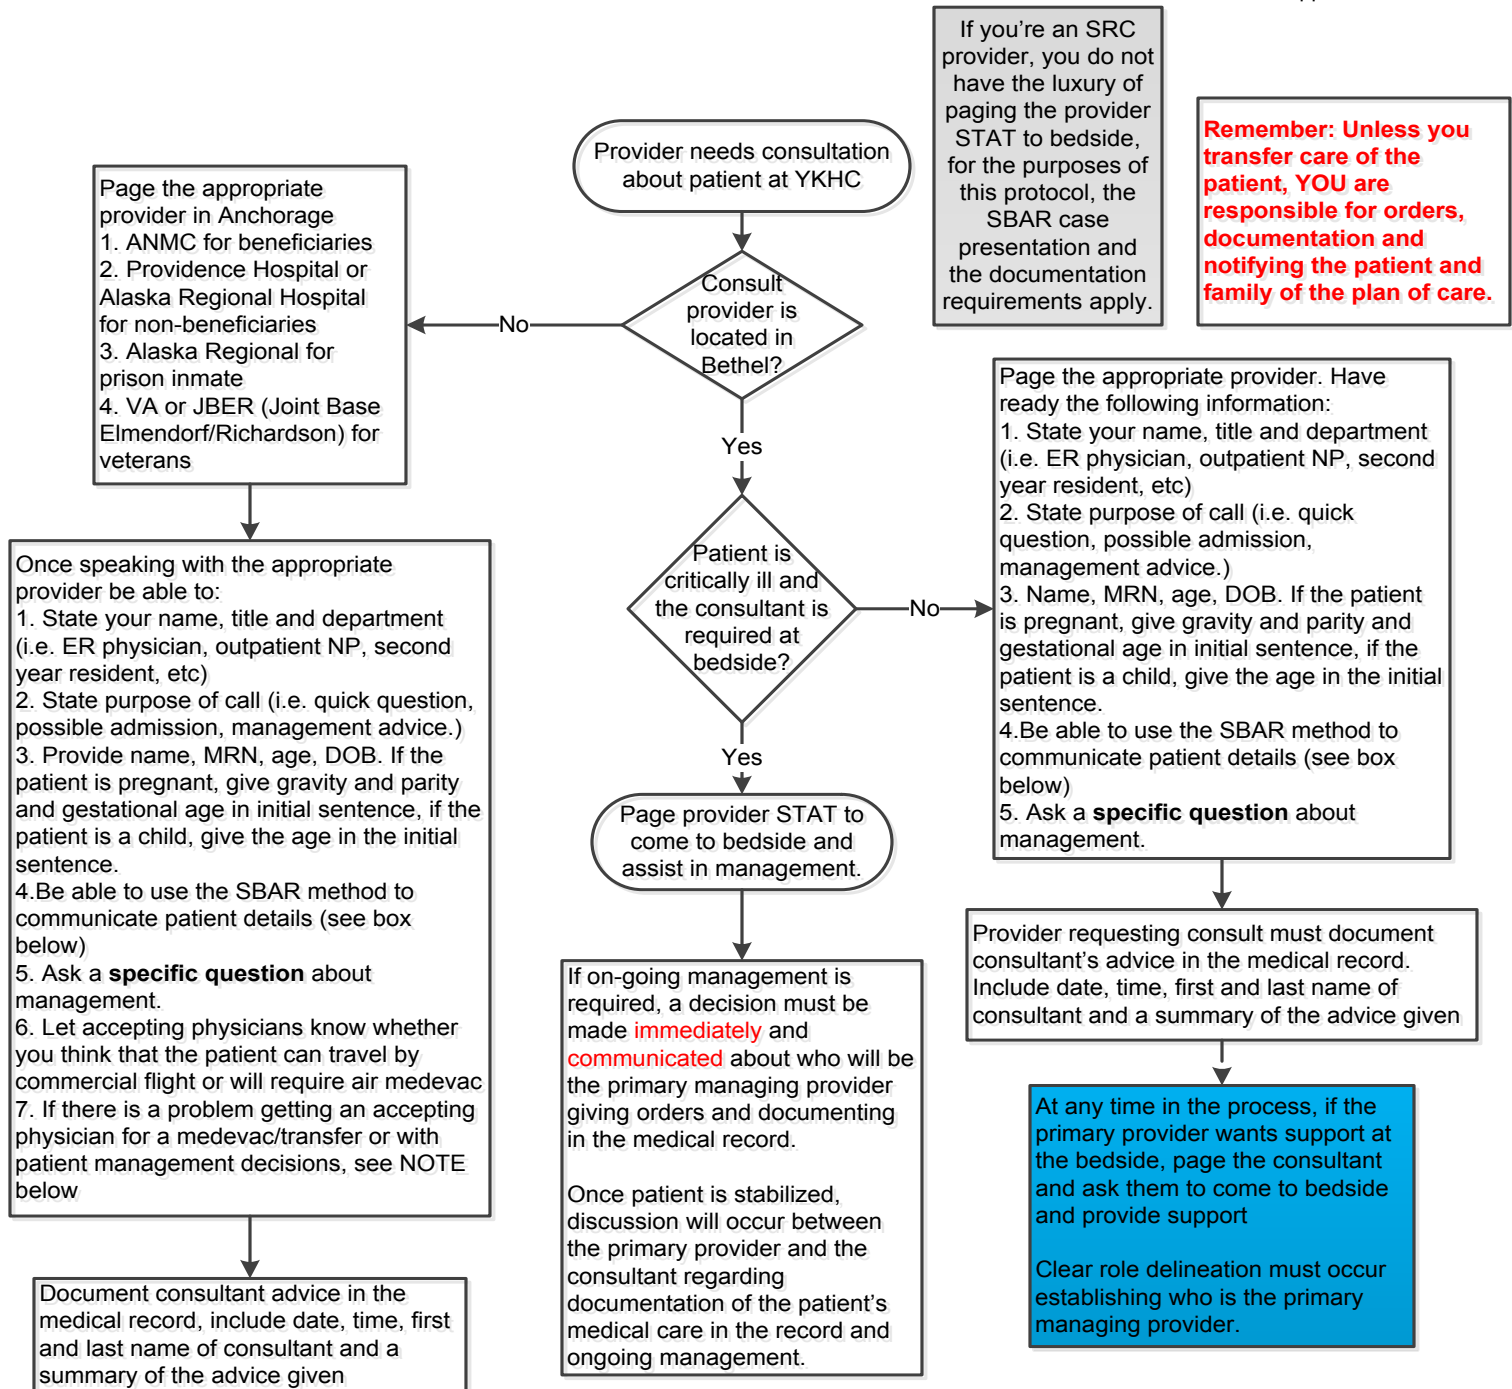 If you're an SRC
provider, you do not
have the luxury of
paging the provider
STAT to bedside,
for the purposes of
this protocol, the
SBAR case
presentation and
the documentation
requirements apply.
Remember: Unless you
transfer care of the
patient, YOU are
responsible for orders,
documentation and
notifying the patient and
family of the plan of care.
Provider needs consultation
about patient at YKHC
Consult
provider is
located in
Bethel?
No
Page the appropriate
provider in Anchorage
1. ANMC for beneficiaries
2. Providence Hospital or
Alaska Regional Hospital
for non-beneficiaries
3. Alaska Regional for
prison inmate
4. VA or JBER (Joint Base
Elmendorf/Richardson) for
veterans
Once speaking with the appropriate
provider be able to:
1. State your name, title and department
(i.e. ER physician, outpatient NP, second
year resident, etc)
2. State purpose of call (i.e. quick question,
possible admission, management advice.)
3. Provide name, MRN, age, DOB. If the
patient is pregnant, give gravity and parity
and gestational age in initial sentence, if the
patient is a child, give the age in the initial
sentence.
4.Be able to use the SBAR method to
communicate patient details (see box
below)
5. Ask a specific question about
management.
6. Let accepting physicians know whether
you think that the patient can travel by
commercial flight or will require air medevac
7. If there is a problem getting an accepting
physician for a medevac/transfer or with
patient management decisions, see NOTE
below
Document consultant advice in the
medical record, include date, time, first
and last name of consultant and a
summary of the advice given
Yes
Patient is
critically ill and
the consultant is
required at
bedside?
Yes
Page provider STAT to
come to bedside and
assist in management.
If on-going management is
required, a decision must be
made immediately and
communicated about who will be
the primary managing provider
giving orders and documenting
in the medical record.
Once patient is stabilized,
discussion will occur between
the primary provider and the
consultant regarding
documentation of the patient's
medical care in the record and
ongoing management.
No
Page the appropriate provider. Have
ready the following information:
1. State your name, title and department
(i.e. ER physician, outpatient NP, second
year resident, etc)
2. State purpose of call (i.e. quick
question, possible admission,
management advice.)
3. Name, MRN, age, DOB. If the patient
is pregnant, give gravity and parity and
gestational age in initial sentence, if the
patient is a child, give the age in the initial
sentence.
4.Be able to use the SBAR method to
communicate patient details (see box
below)
5. Ask a specific question about
management.
Provider requesting consult must document
consultant's advice in the medical record.
Include date, time, first and last name of
consultant and a summary of the advice given
At any time in the process, if the
primary provider wants support at
the bedside, page the consultant
and ask them to come to bedside
and provide support
Clear role delineation must occur
establishing who is the primary
managing provider.